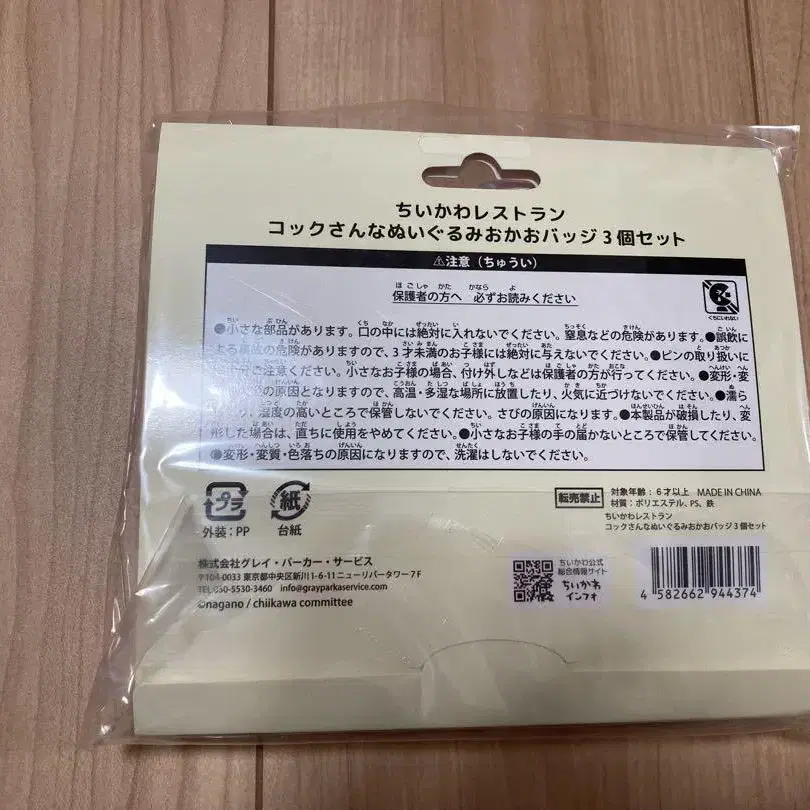 ちいかわレストラン
コックさんなぬいぐるみおかおバッジ3個セット
⚠注意（ちゅうい）
保護者の方へ 必ずお読みください
くちにいれない
●小さな部品があります。口の中には絶対に入れないでください。窒息などの危険があります。●誤飲に
よる事故の危険がありますので、3才未満のお子様には絶対に与えないでください。●ピンの取り扱いに
十分ご注意ください。小さなお子様の場合、付け外しなどは保護者の方が行ってください。●変形・変
の原因となりますので、高温・多湿な場所に放置したり、火気に近づけないでください。●濡ら
湿度の高いところで保管しないでください。さびの原因になります。●本製品が破損したり、変
形した場合は、直ちに使用をやめてください。●小さなお子様の手の届かないところで保管してください。
●変形・変質・色落ちの原因になりますので、洗濯はしないでください。
プラ
外装：PP
紙
台紙
転売禁止
対象年齢：6才以上 MADE IN CHINA
材質：ポリエステル、PS、鉄
ちいかわレストラン
コックさんなぬいぐるみおかおバッジ3個セット
株式会社グレイ・パーカー・サービス
〒104-0033 東京都中央区新川1-6-11ニューリバータワー7F
TEL:050-5530-3460 info@grayparkaservice.com
©nagano / chiikawa committee
ちいかわ公式
総合情報サイト
ちいかわ
インフォ
4 582662 944374